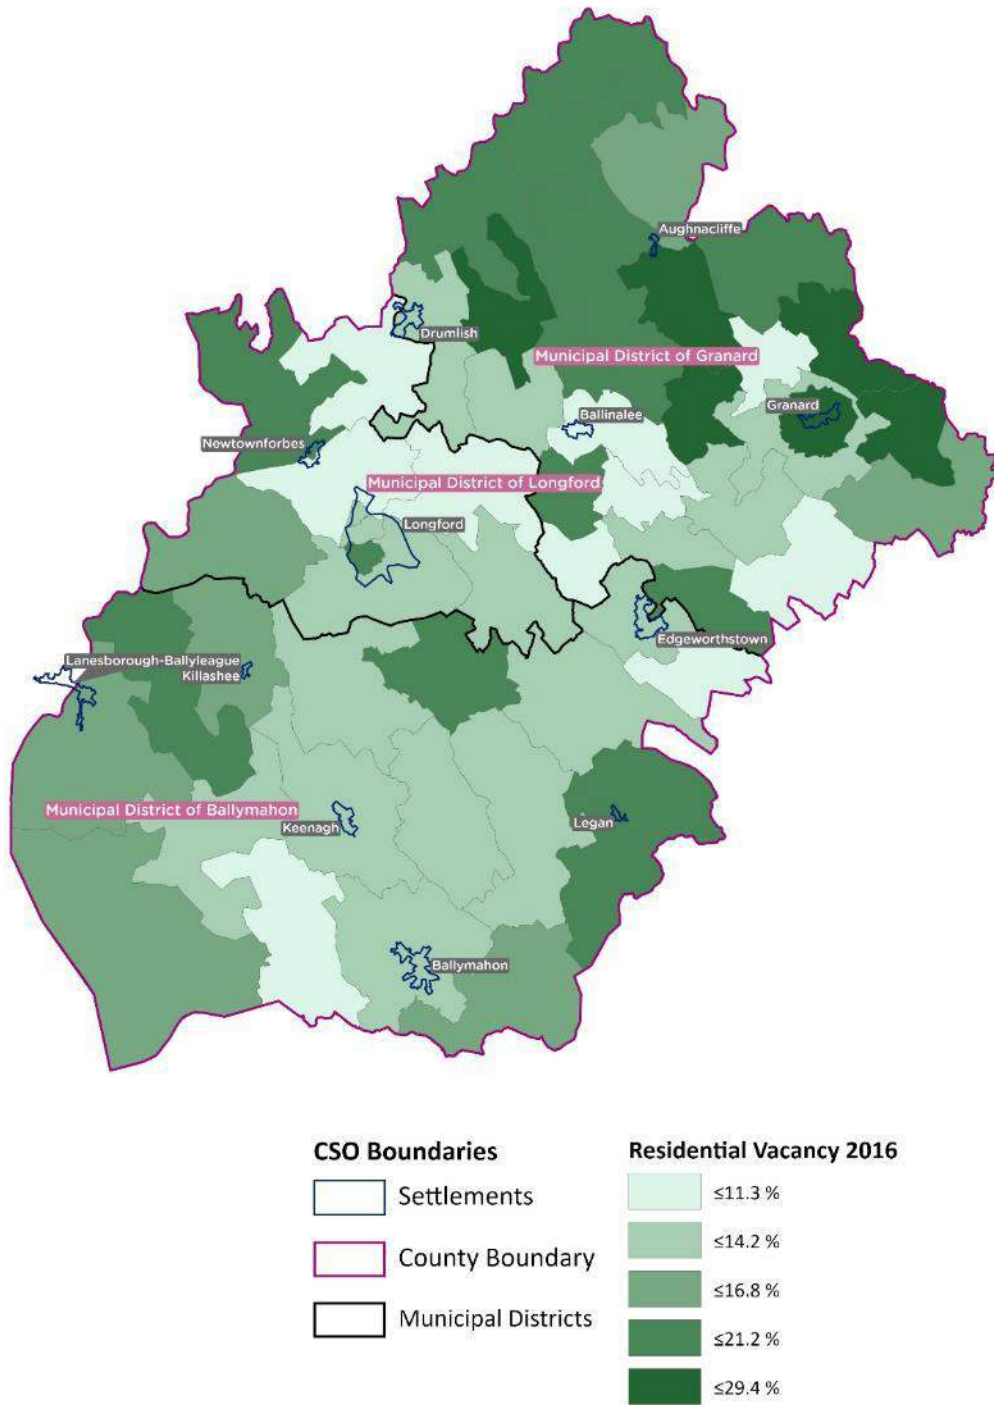 Aughnacliffe
Drumlish
Municipal District of Granard
Ballinalee
Granard
Newtownforbes
Municipal District of Longford
Longford
Edgeworthstown
Lanesborough-Ballyleague
Killashee
Municipal District of Ballymahon
Keenagh
Legan
Ballymahon
CSO Boundaries
Settlements
County Boundary
Municipal Districts
Residential Vacancy 2016
≤11.3 %
≤14.2 %
≤16.8 %
≤21.2 %
≤29.4 %